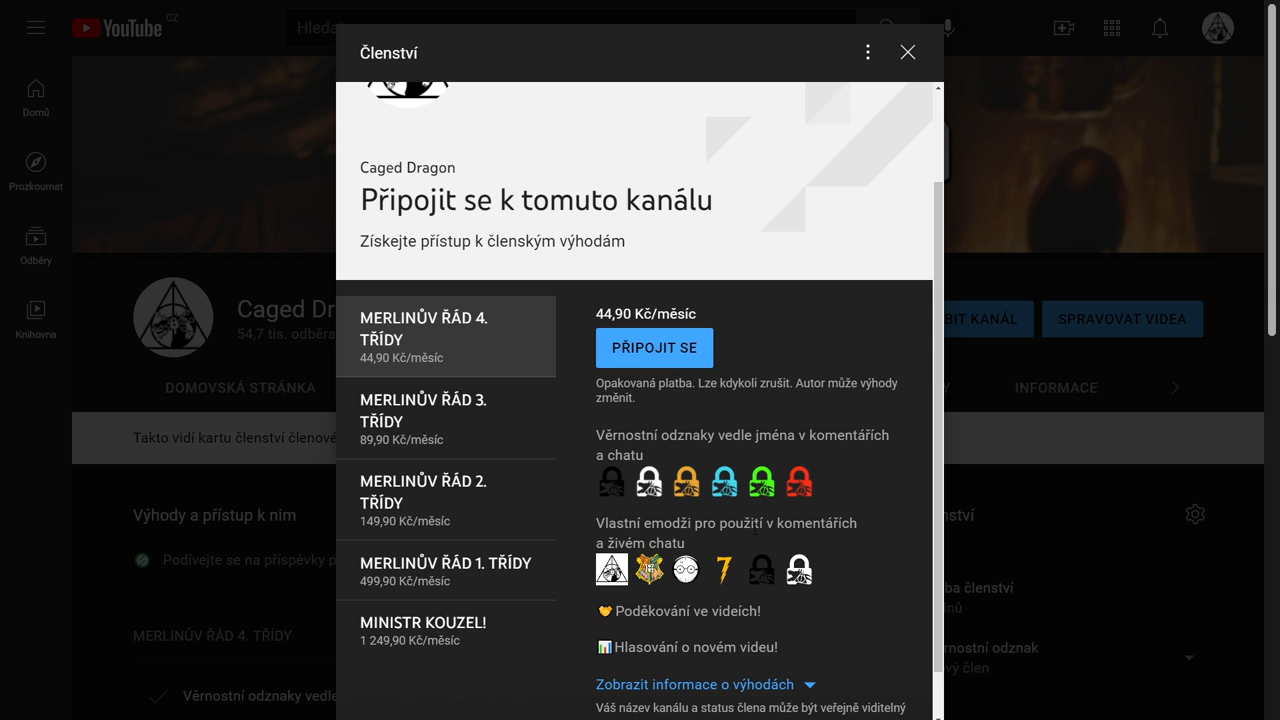 YouTube CZ
Hleda
Členství
Domů
Prozkoumat
Odběry
Knihovna
Caged Dragon
Připojit se k tomuto kanálu
Získejte přístup k členským výhodám
Caged Dr
54,7 tis. odběra
BIT KANÁL
SPRAVOVAT VIDEA
DOMOVSKÁ STRÁNKA
Y
INFORMACE
Takto vidí kartu členství členové
Výhody a přístup k nim
Podívejte se na příspěvky p
MERLINŮV ŘÁD 4. TŘÍDY
Věrnostní odznaky vedle
MERLINŮV ŘÁD 4.
TŘÍDY
44,90 Kč/měsíc
MERLINŮV ŘÁD 3.
TŘÍDY
89,90 Kč/měsíc
MERLINŮV ŘÁD 2.
TŘÍDY
149,90 Kč/měsíc
MERLINŮV ŘÁD 1. TŘÍDY
499,90 Kč/měsíc
MINISTR KOUZEL!
1 249,90 Kč/měsíc
44,90 Kč/měsíc
PŘIPOJIT SE
Opakovaná platba. Lze kdykoli zrušit. Autor může výhody
změnit.
Věrnostní odznaky vedle jména v komentářích
a chatu
Vlastní emodži pro použití v komentářích
a živém chatu
Poděkování ve videích!
Hlasování o novém videu!
Zobrazit informace o výhodách
Váš název kanálu a status člena může být veřejně viditelný
nství
ba členství
nů
rnostní odznak
vý člen